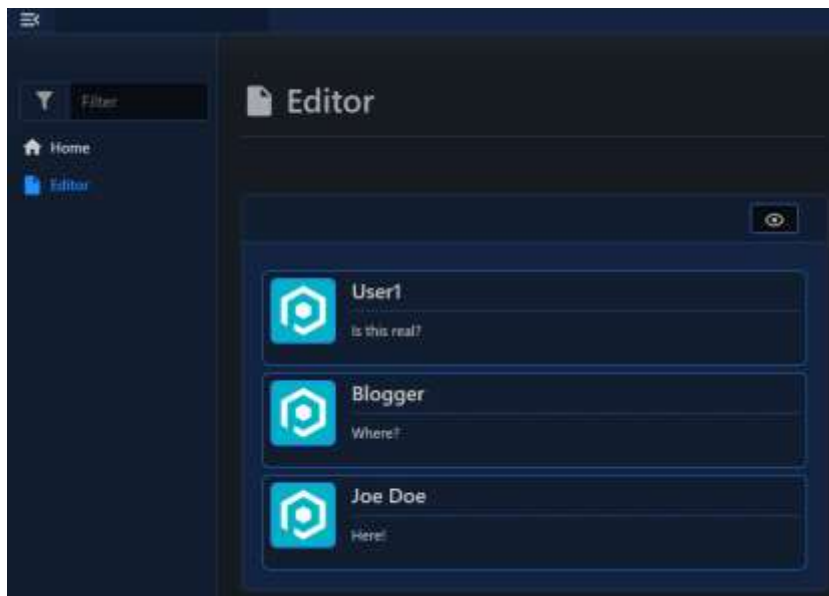 Filter
Editor
Home
Editor
User1
Is this real?
Blogger
Where?
Joe Doe
Here!